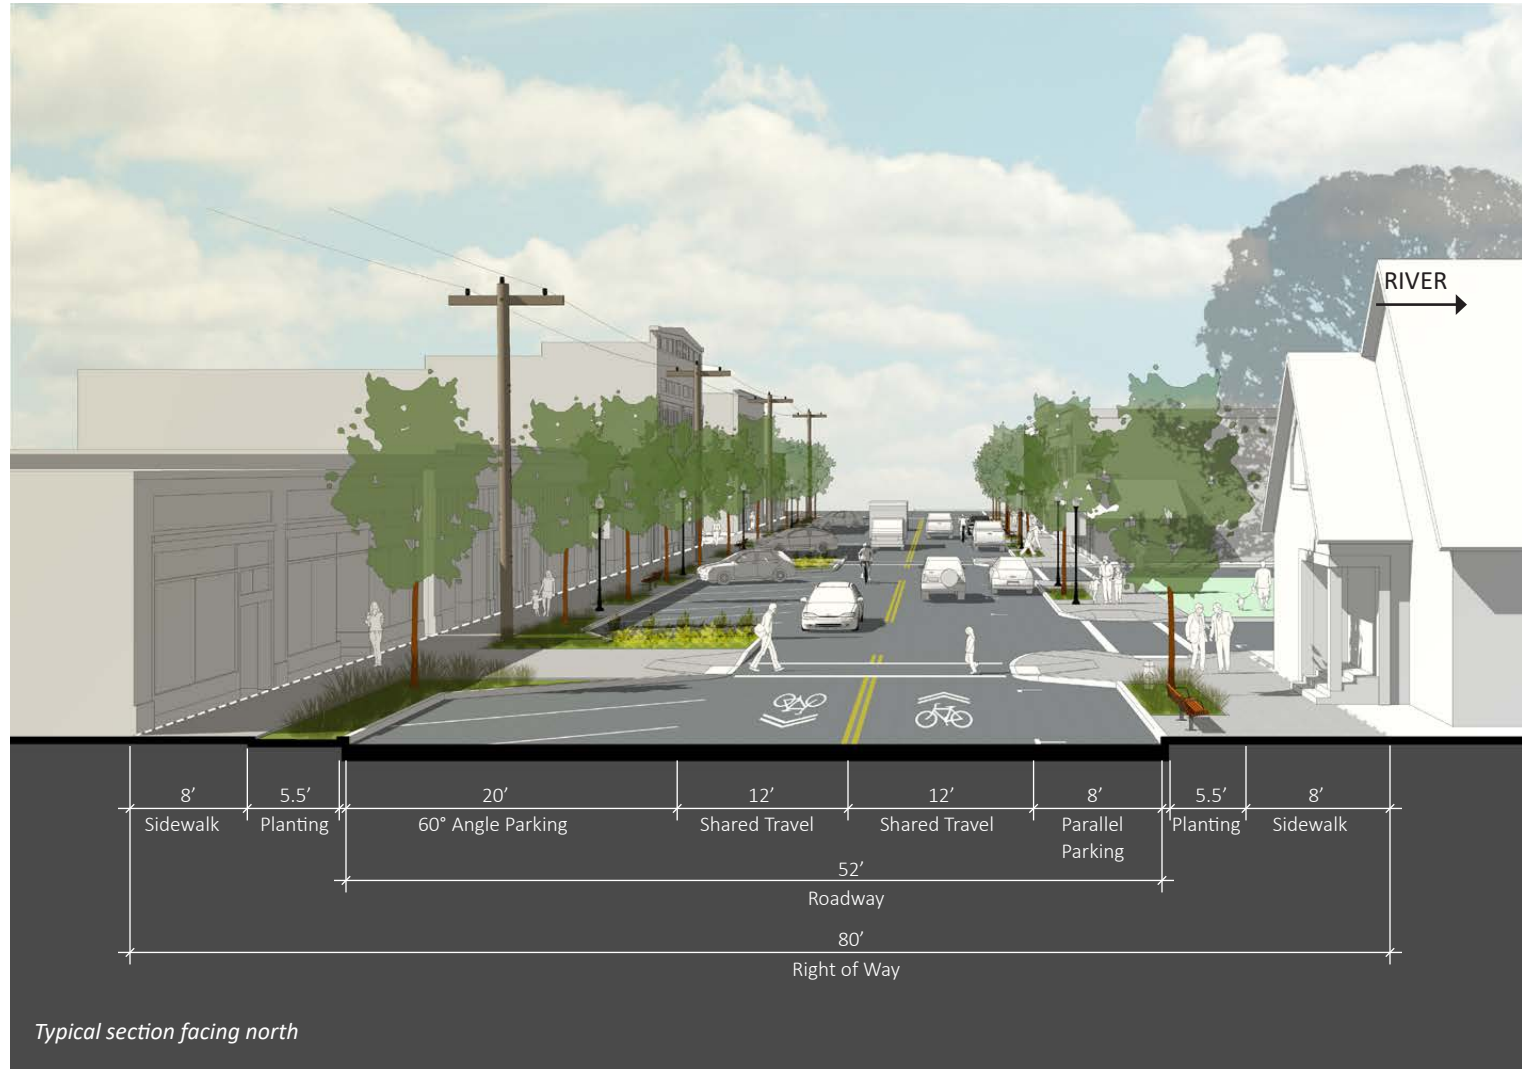 RIVER
8’ 5.5’ 20’ 12’ 12’ 8’ 5.5’ 8’
Sidewalk Planting 60° Angle Parking Shared Travel Shared Travel Parallel Planting Sidewalk
Parking
52’
Roadway
80’
Right of Way
Typical section facing north